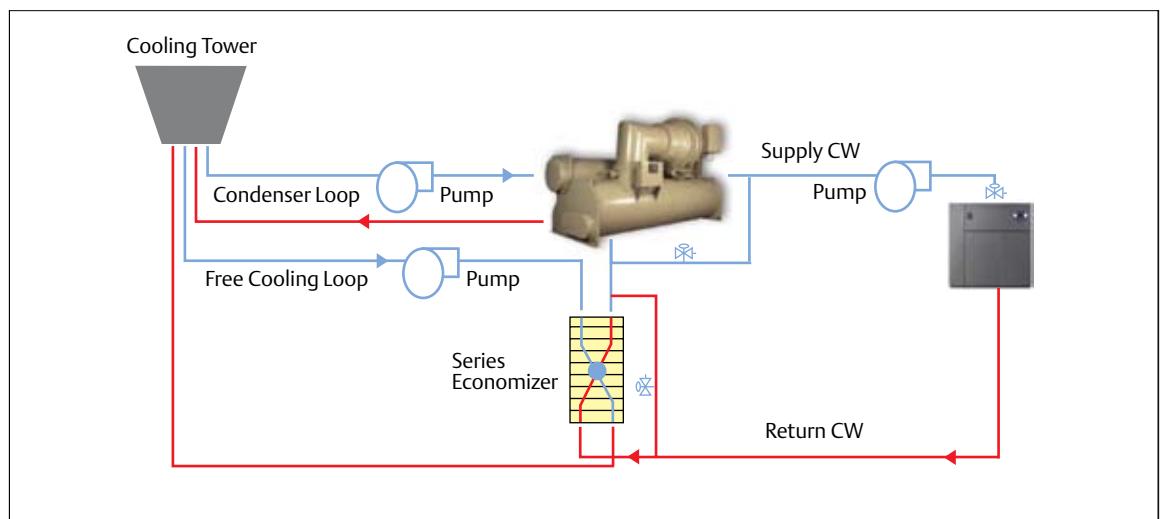 Cooling Tower
Supply CW
Condenser Loop
Pump
Pump
Free Cooling Loop
Pump
Series
Economizer
Return CW